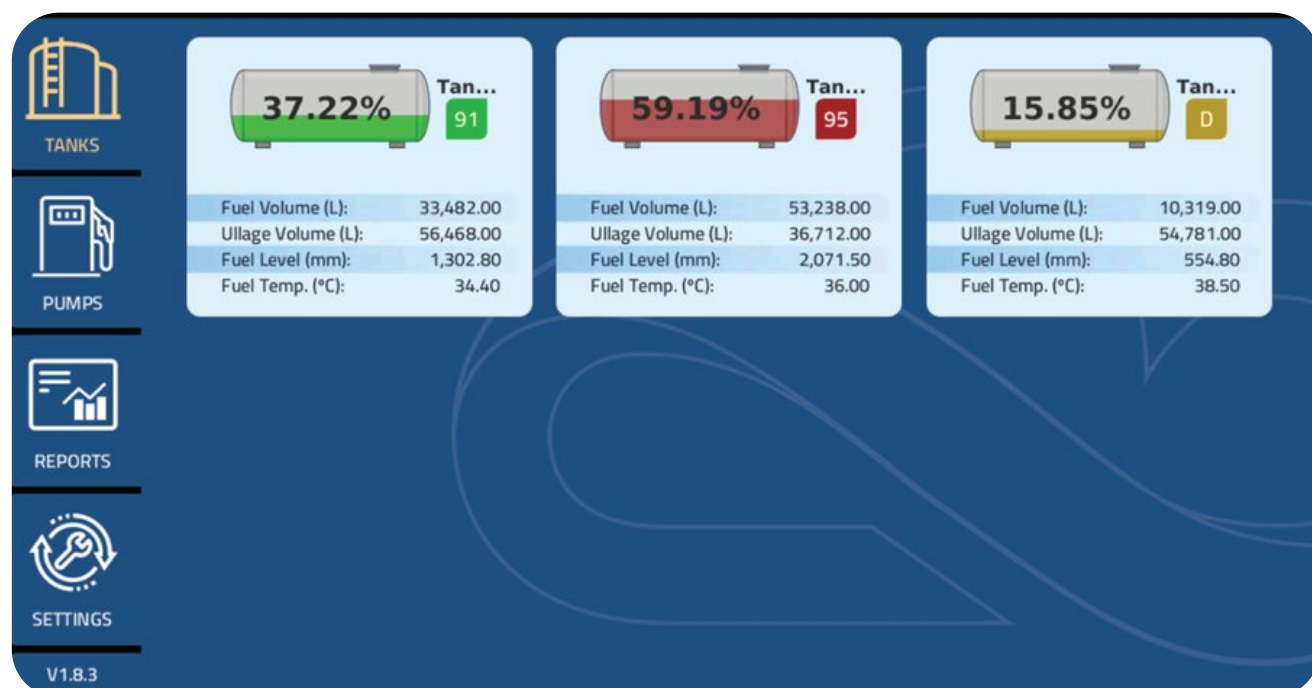 TANKS
PUMPS
REPORTS
SETTINGS
V1.8.3
37.22%
Tan...
91
Fuel Volume (L): 33,482.00
Ullage Volume (L): 56,468.00
Fuel Level (mm): 1,302.80
Fuel Temp. (ºC): 34.40
59.19%
Tan...
95
Fuel Volume (L): 53,238.00
Ullage Volume (L): 36,712.00
Fuel Level (mm): 2,071.50
Fuel Temp. (ºC): 36.00
15.85%
Tan...
D
Fuel Volume (L): 10,319.00
Ullage Volume (L): 54,781.00
Fuel Level (mm): 554.80
Fuel Temp. (ºC): 38.50